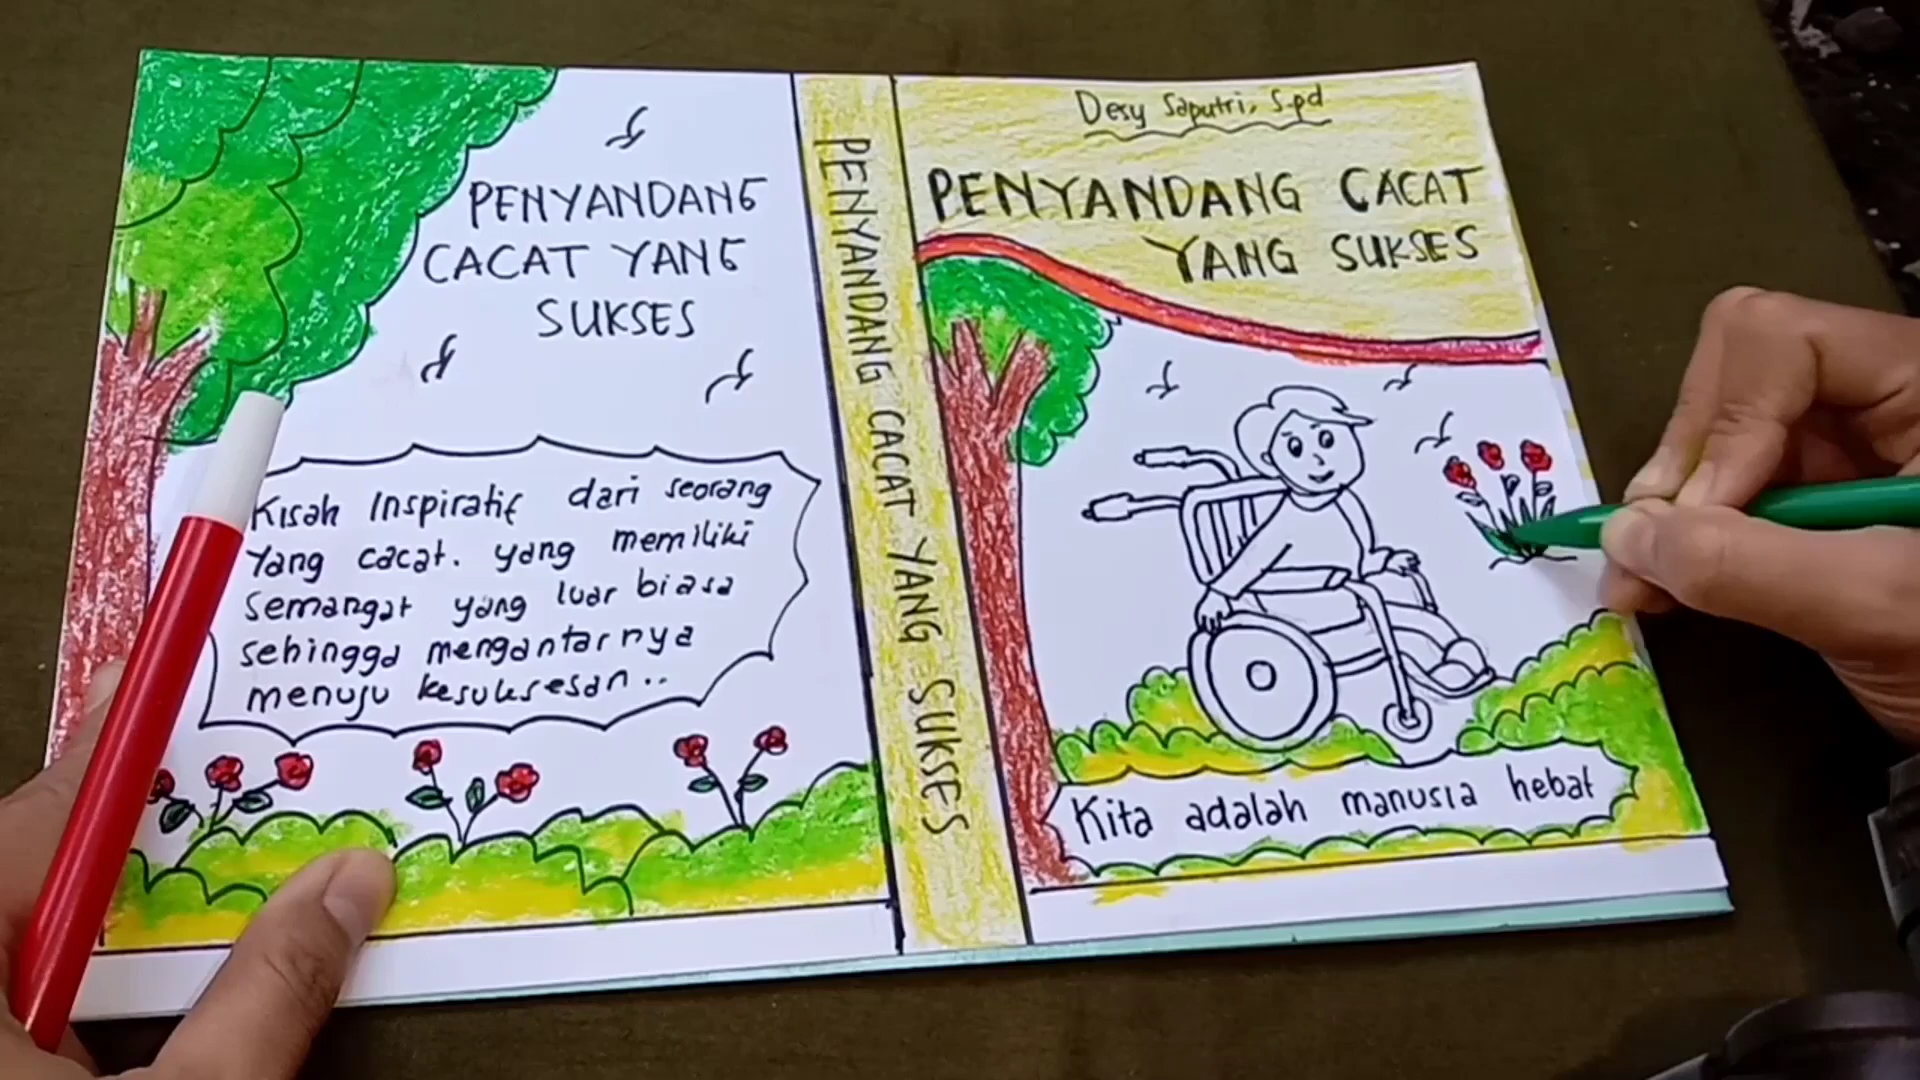 PENYANDANG
CACAT YANG
SUKSES
Kisah Inspiratif dari seorang
Yang cacat. yang memiliki
Semangat yang luar biasa
sehingga mengantarnya
menuju kesuksesan..
PENYANDANG CACAT YANG SUKSES
Desy Saputri, S.pd
PENYANDANG CACAT
YANG SUKSES
Kita adalah manusia hebat